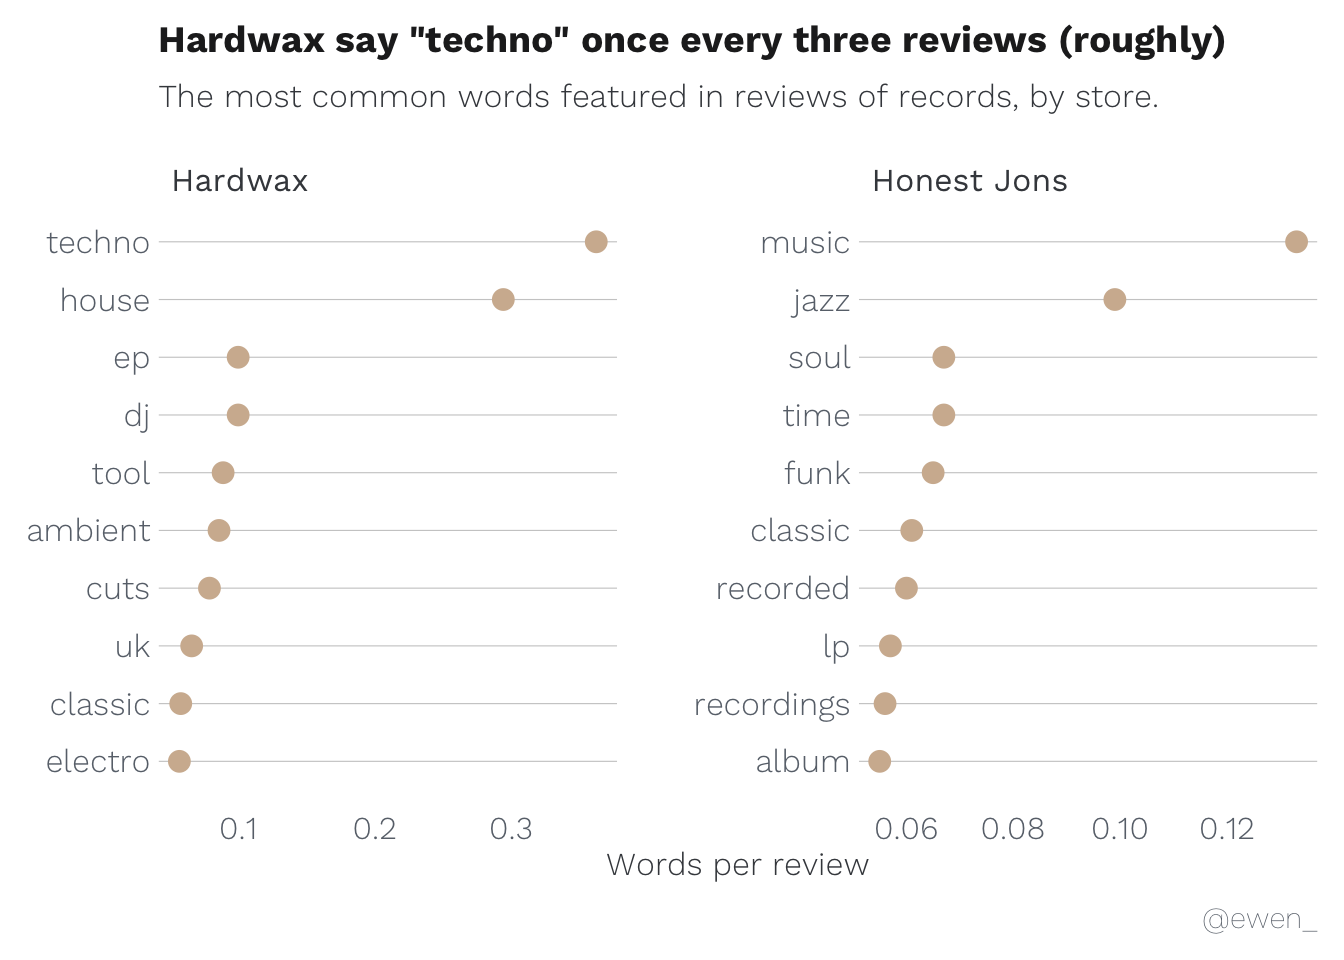 Hardwax say "techno" once every three reviews (roughly)
The most common words featured in reviews of records, by store.
Hardwax
techno
house
ep
dj
tool
ambient
cuts
uk
classic
electro
0.1 0.2 0.3
Honest Jons
music
jazz
soul
time
funk
classic
recorded
lp
recordings
album
0.06 0.08 0.10 0.12
Words per review
@ewen_